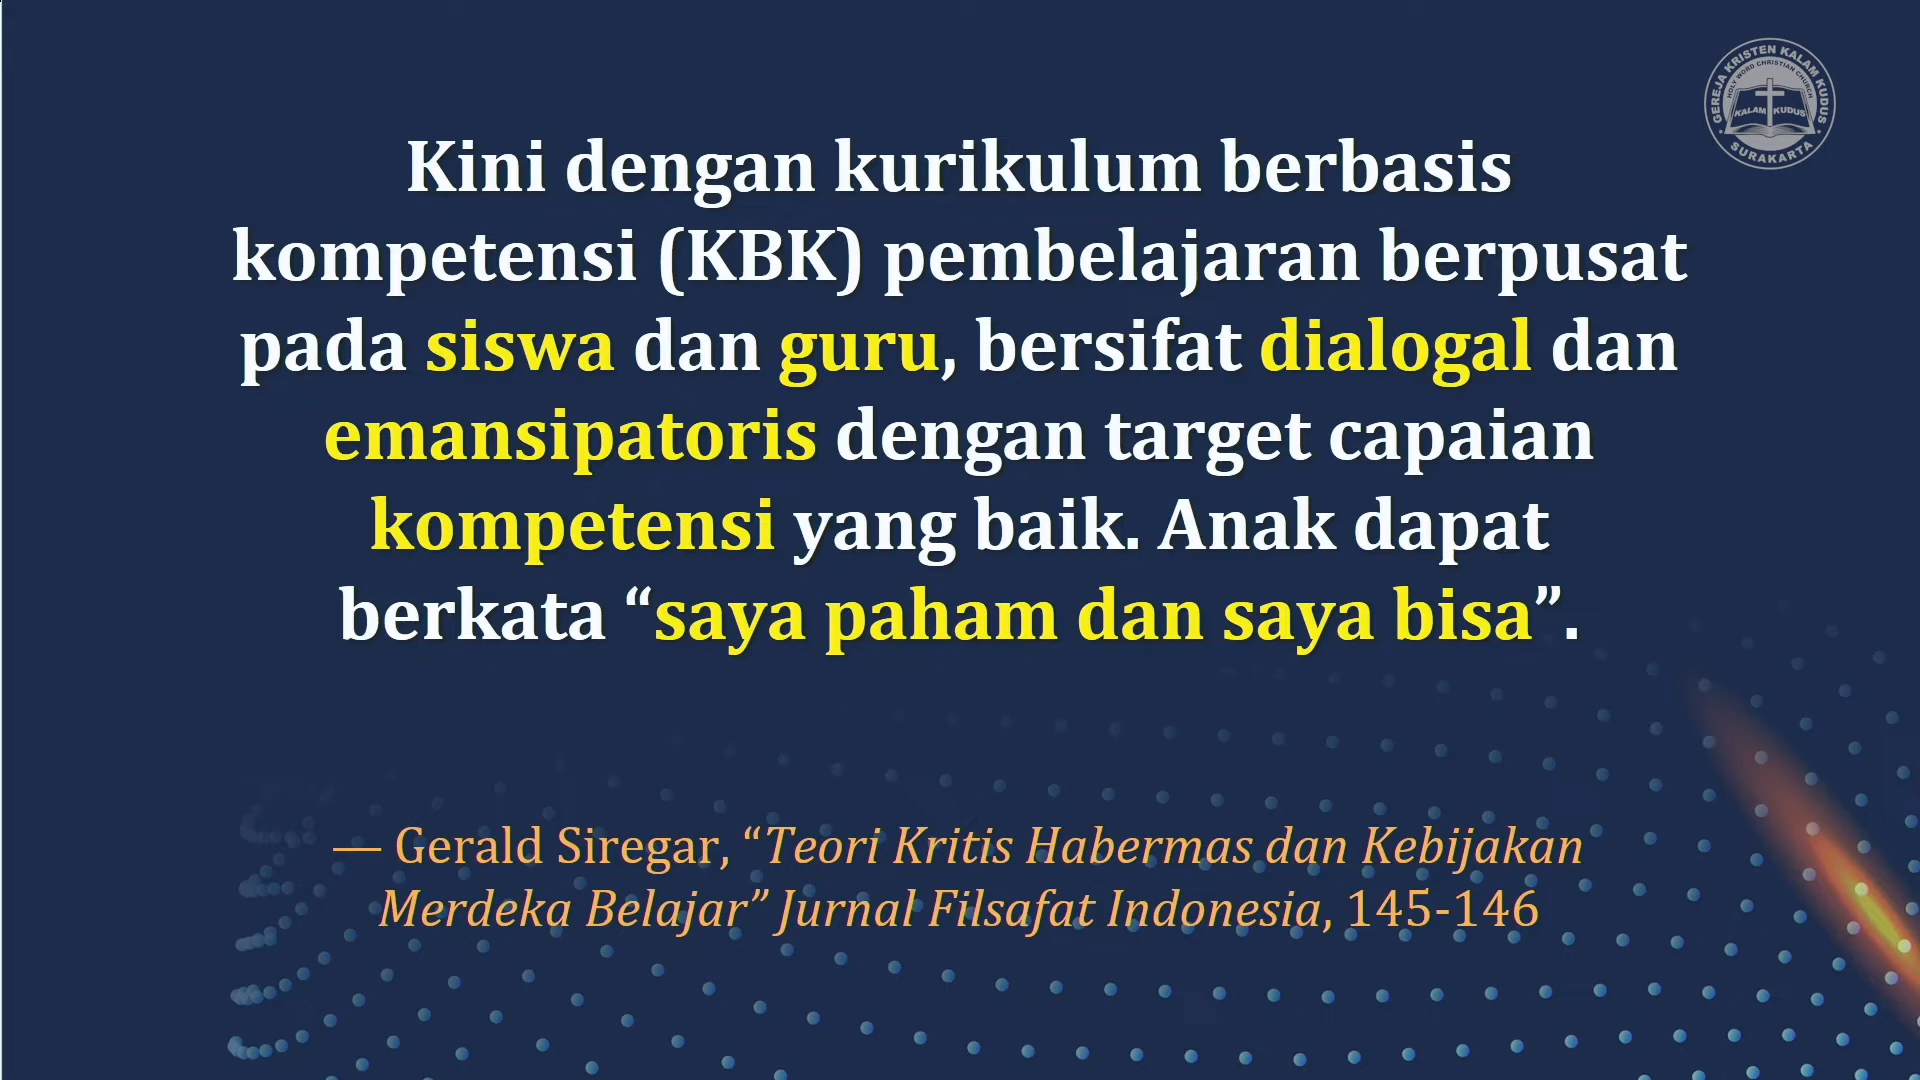 GEREJA KRISTEN KALAM KUDUS
HOLY WORD CHRISTIAN CHURCH
KALAM KUDUS
SURAKARTA
Kini dengan kurikulum berbasis
kompetensi (KBK) pembelajaran berpusat
pada siswa dan guru, bersifat dialogal dan
emansipatoris dengan target capaian
kompetensi yang baik. Anak dapat
berkata “saya paham dan saya bisa”.
— Gerald Siregar, “Teori Kritis Habermas dan Kebijakan
Merdeka Belajar” Jurnal Filsafat Indonesia, 145-146